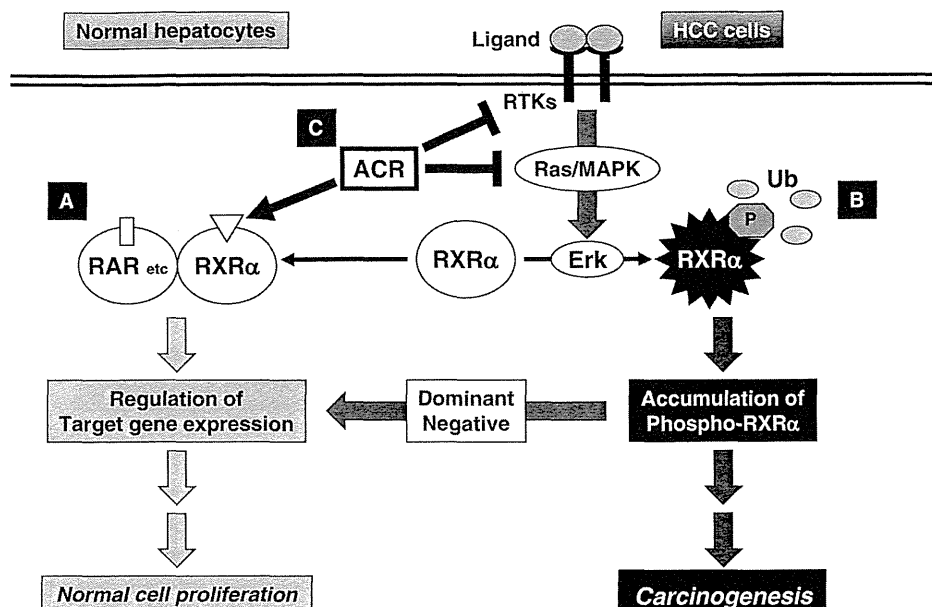 Normal hepatocytes
Ligand
HCC cells
RTKs
C
ACR
Ras/MAPK
A
Ub
P
B
RAR etc
RXRα
RXRα
Erk
RXRα
Regulation of
Target gene expression
Dominant
Negative
Accumulation of
Phospho-RXRα
Normal cell proliferation
Carcinogenesis